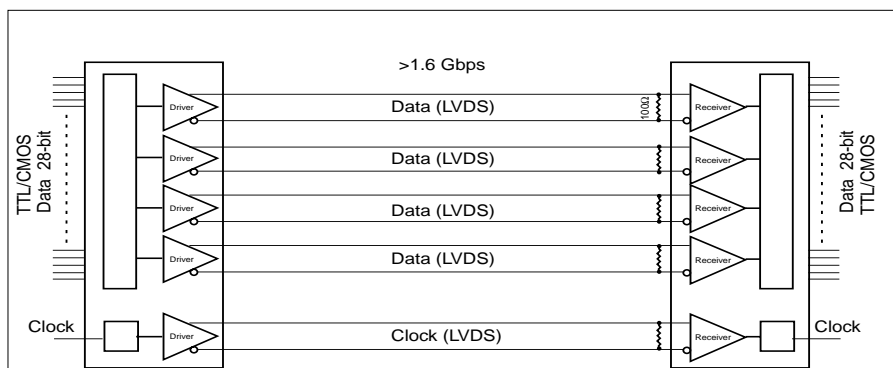 >1.6 Gbps
TTL/CMOS
Data 28-bit
Driver
Data (LVDS)
100Ω
Receiver
Driver
Data (LVDS)
Receiver
Driver
Data (LVDS)
Receiver
Driver
Data (LVDS)
Receiver
Data 28-bit
TTL/CMOS
Clock
Driver
Clock (LVDS)
Receiver
Clock